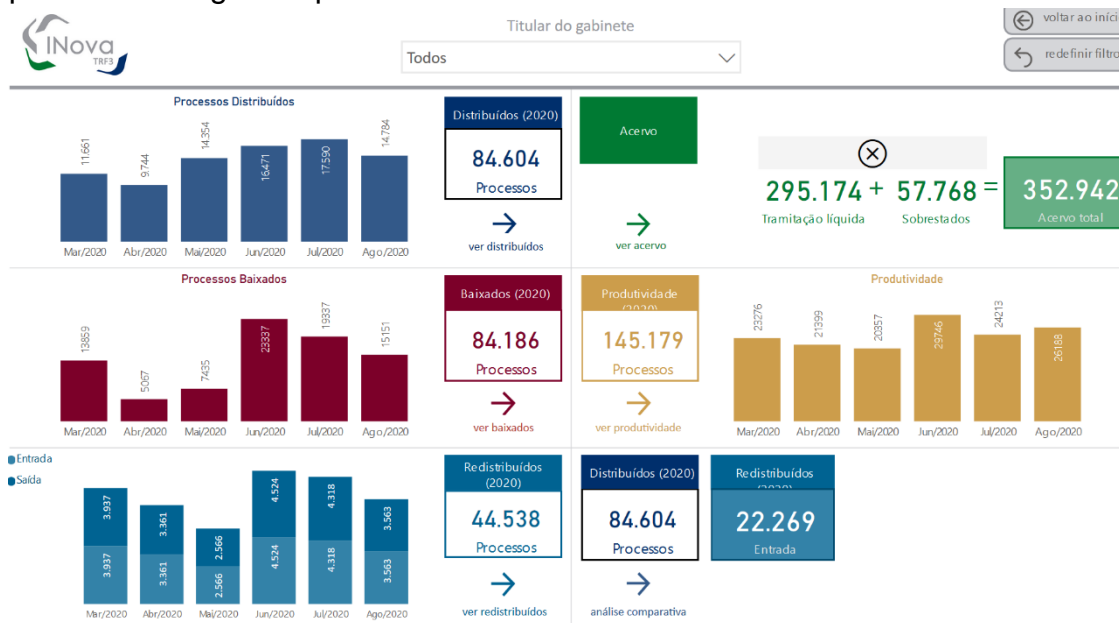 INova
TRF3
Titular do gabinete
Todos
voltar ao iníci
redefinir filtro
Processos Distribuídos
11.661
9.744
14.354
16.471
17.590
14.784
Mar/2020 Abr/2020 Mai/2020 Jun/2020 Jul/2020 Ago/2020
Distribuídos (2020)
84.604
Processos
ver distribuídos
Acervo
ver acervo
295.174 + 57.768 = 352.942
Tramitação líquida Sobrestados Acervo total
Processos Baixados
13859
5067
7435
23337
19337
15151
Mar/2020 Abr/2020 Mai/2020 Jun/2020 Jul/2020 Ago/2020
Baixados (2020)
84.186
Processos
ver baixados
Produtividade
(2020)
145.179
Processos
ver produtividade
Produtividade
23276
21399
20357
29746
24213
26188
Mar/2020 Abr/2020 Mai/2020 Jun/2020 Jul/2020 Ago/2020
Entrada
Saída
3.937
3.361
2.566
4.524
4.318
3.563
3.937
3.361
2.566
4.524
4.318
3.563
Mar/2020 Abr/2020 Mai/2020 Jun/2020 Jul/2020 Ago/2020
Redistribuídos
(2020)
44.538
Processos
ver redistribuídos
Distribuídos (2020)
84.604
Processos
análise comparativa
Redistribuídos
(2020)
22.269
Entrada